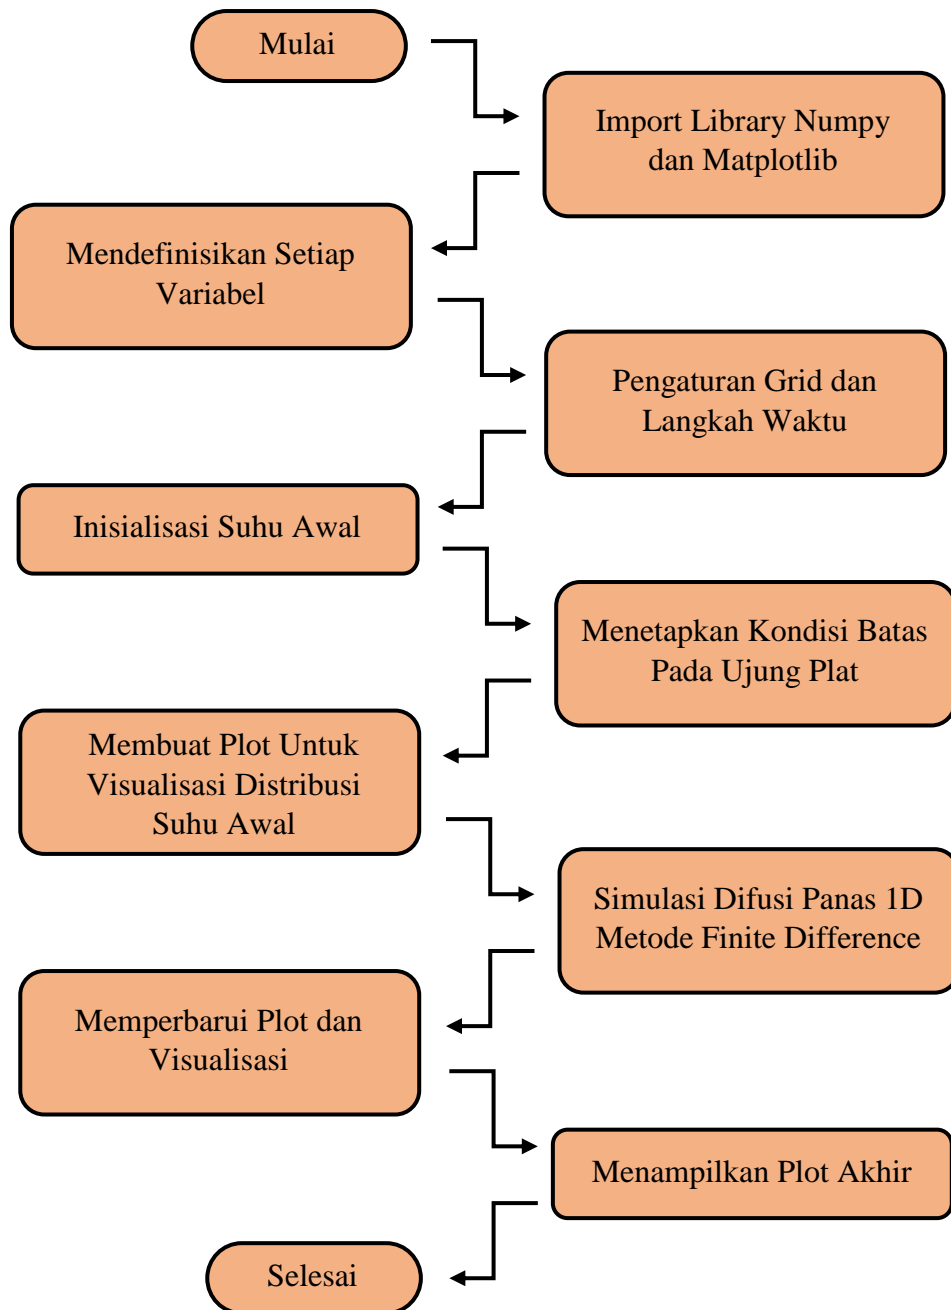 Mulai
Import Library Numpy
dan Matplotlib
Mendefinisikan Setiap
Variabel
Pengaturan Grid dan
Langkah Waktu
Inisialisasi Suhu Awal
Menetapkan Kondisi Batas
Pada Ujung Plat
Membuat Plot Untuk
Visualisasi Distribusi
Suhu Awal
Simulasi Difusi Panas 1D
Metode Finite Difference
Memperbarui Plot dan
Visualisasi
Menampilkan Plot Akhir
Selesai